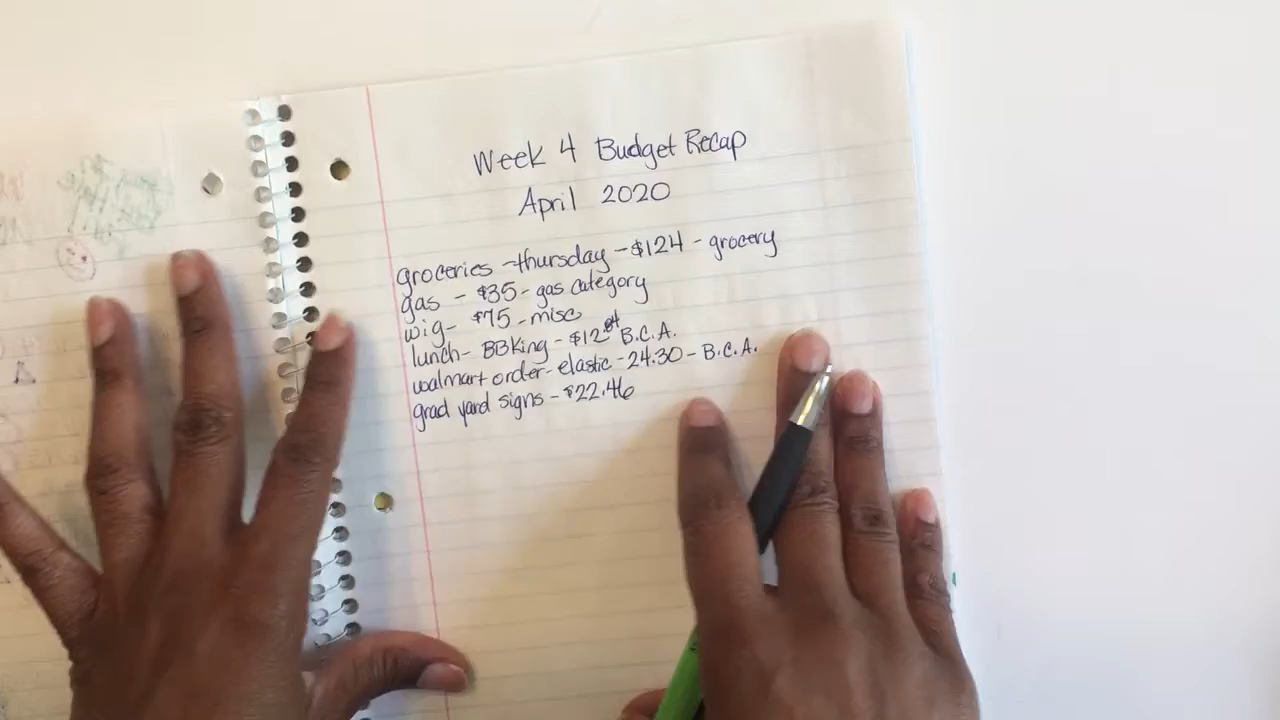 Week 4 Budget Recap
April 2020
groceries - thursday - $124 - grocery
gas - $35 - gas category
wig - $75 - misc
lunch - BBKing - $12.84 B.C.A.
walmart order - elastic - 24.30 - B.C.A.
grad yard signs - $22.46